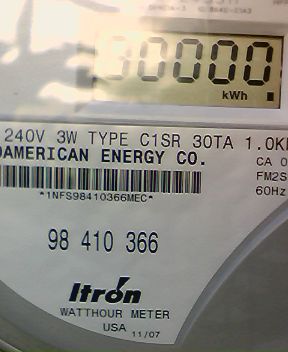 00000
kWh
240V 3W TYPE C1SR 30TA 1.0K
AMERICAN ENERGY CO.
CA 0
*1NFS98410366MEC*
FM2S
60Hz
98 410 366
Itron
WATTHOUR METER
USA 11/07